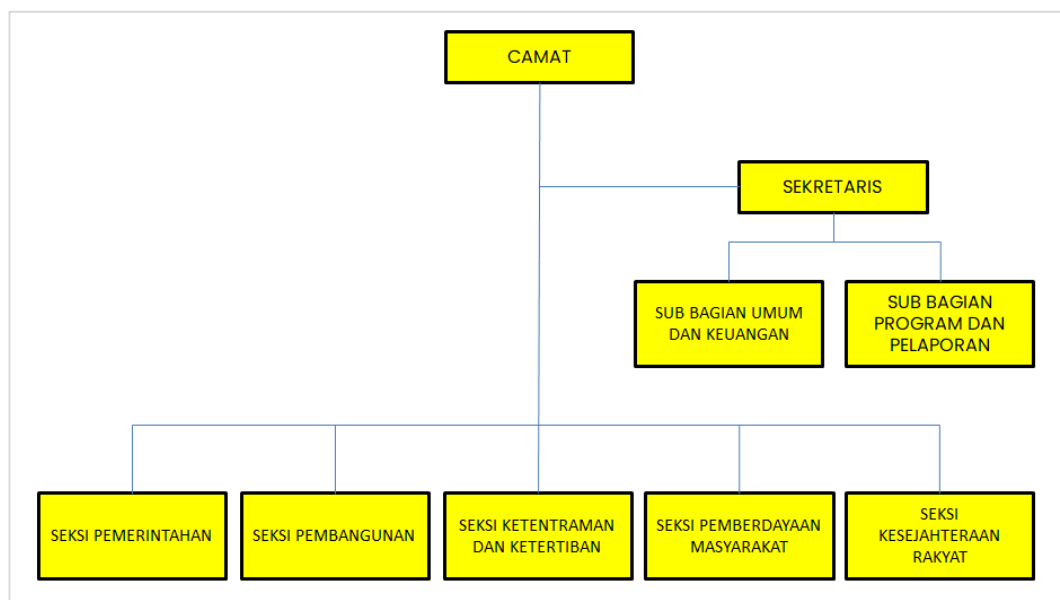 CAMAT
SEKRETARIS
SUB BAGIAN UMUM
DAN KEUANGAN
SUB BAGIAN
PROGRAM DAN
PELAPORAN
SEKSI PEMERINTAHAN
SEKSI PEMBANGUNAN
SEKSI KETENTRAMAN
DAN KETERTIBAN
SEKSI PEMBERDAYAAN
MASYARAKAT
SEKSI
KESEJAHTERAAN
RAKYAT